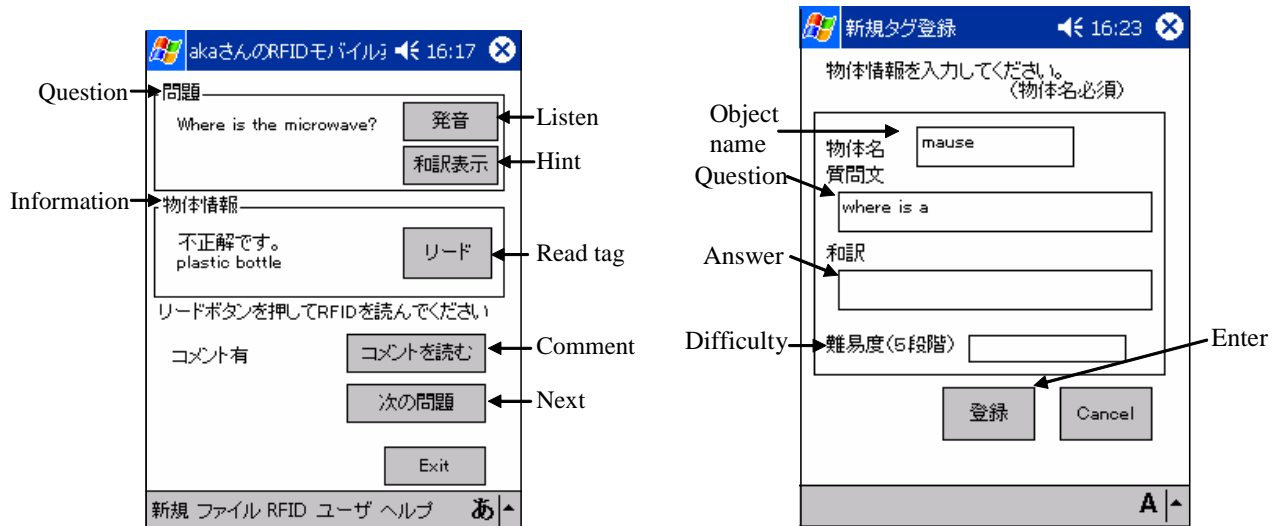 akaさんのRFIDモバイル 16:17
Question
問題
Where is the microwave?
発音
Listen
和訳表示
Hint
Information
物体情報
不正解です。
plastic bottle
リード
Read tag
リードボタンを押してRFIDを読んでください
コメント有
コメントを読む
Comment
次の問題
Next
Exit
新規 ファイル RFID ユーザ ヘルプ あ
新規タグ登録 16:23
物体情報を入力してください。
(物体名必須)
Object
name
物体名
mause
Question
質問文
where is a
Answer
和訳
Difficulty
難易度(5段階)
Enter
登録
Cancel
A